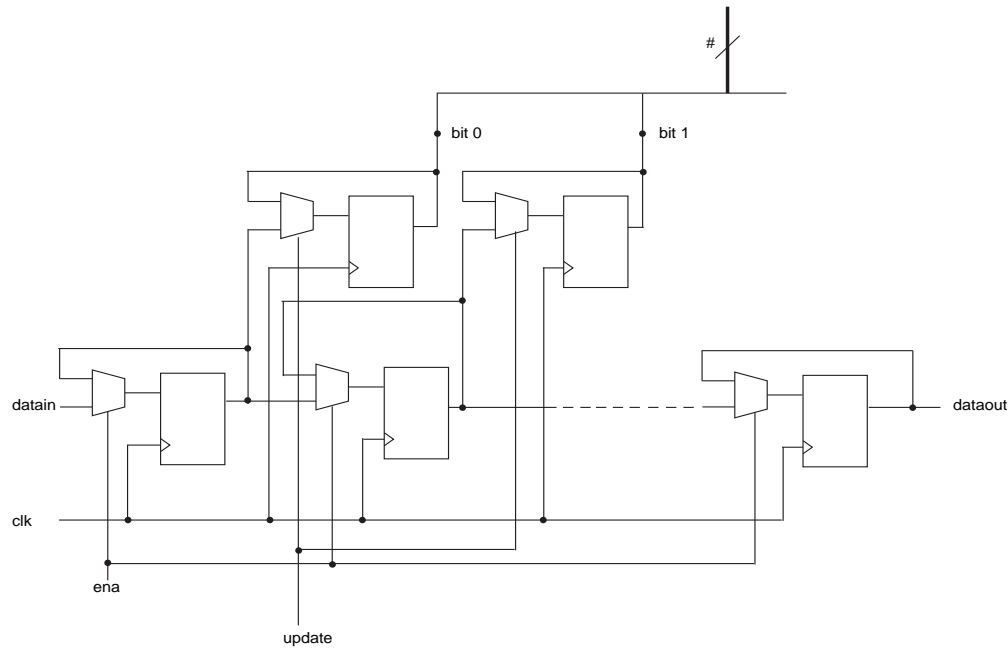 #
bit 0
bit 1
datain
dataout
clk
ena
update